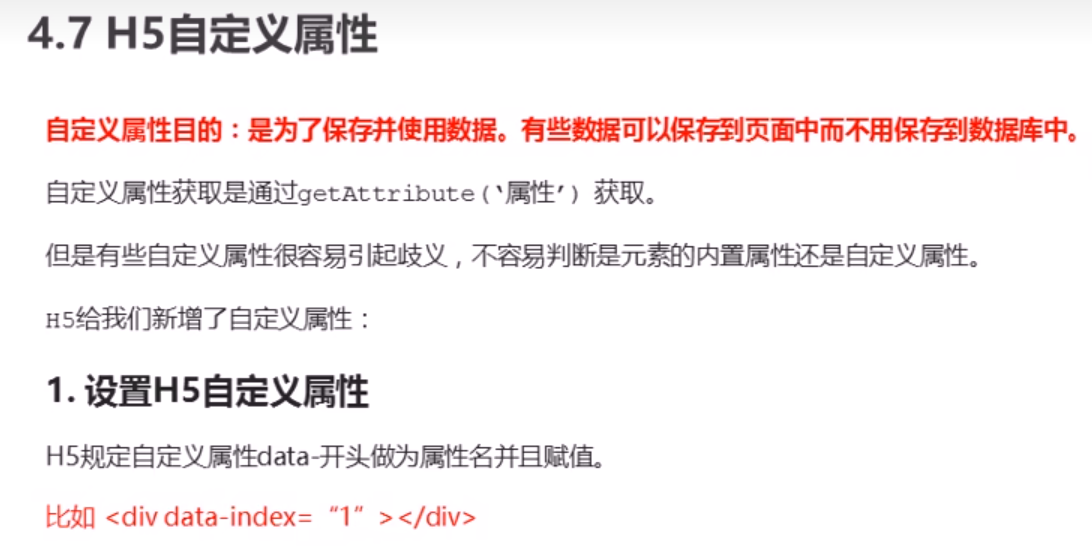 4.7 H5自定义属性
自定义属性目的：是为了保存并使用数据。有些数据可以保存到页面中而不用保存到数据库中。
自定义属性获取是通过getAttribute(‘属性’) 获取。
但是有些自定义属性很容易引起歧义，不容易判断是元素的内置属性还是自定义属性。
H5给我们新增了自定义属性：
1. 设置H5自定义属性
H5规定自定义属性data-开头做为属性名并且赋值。
比如 <div data-index=“1”></div>